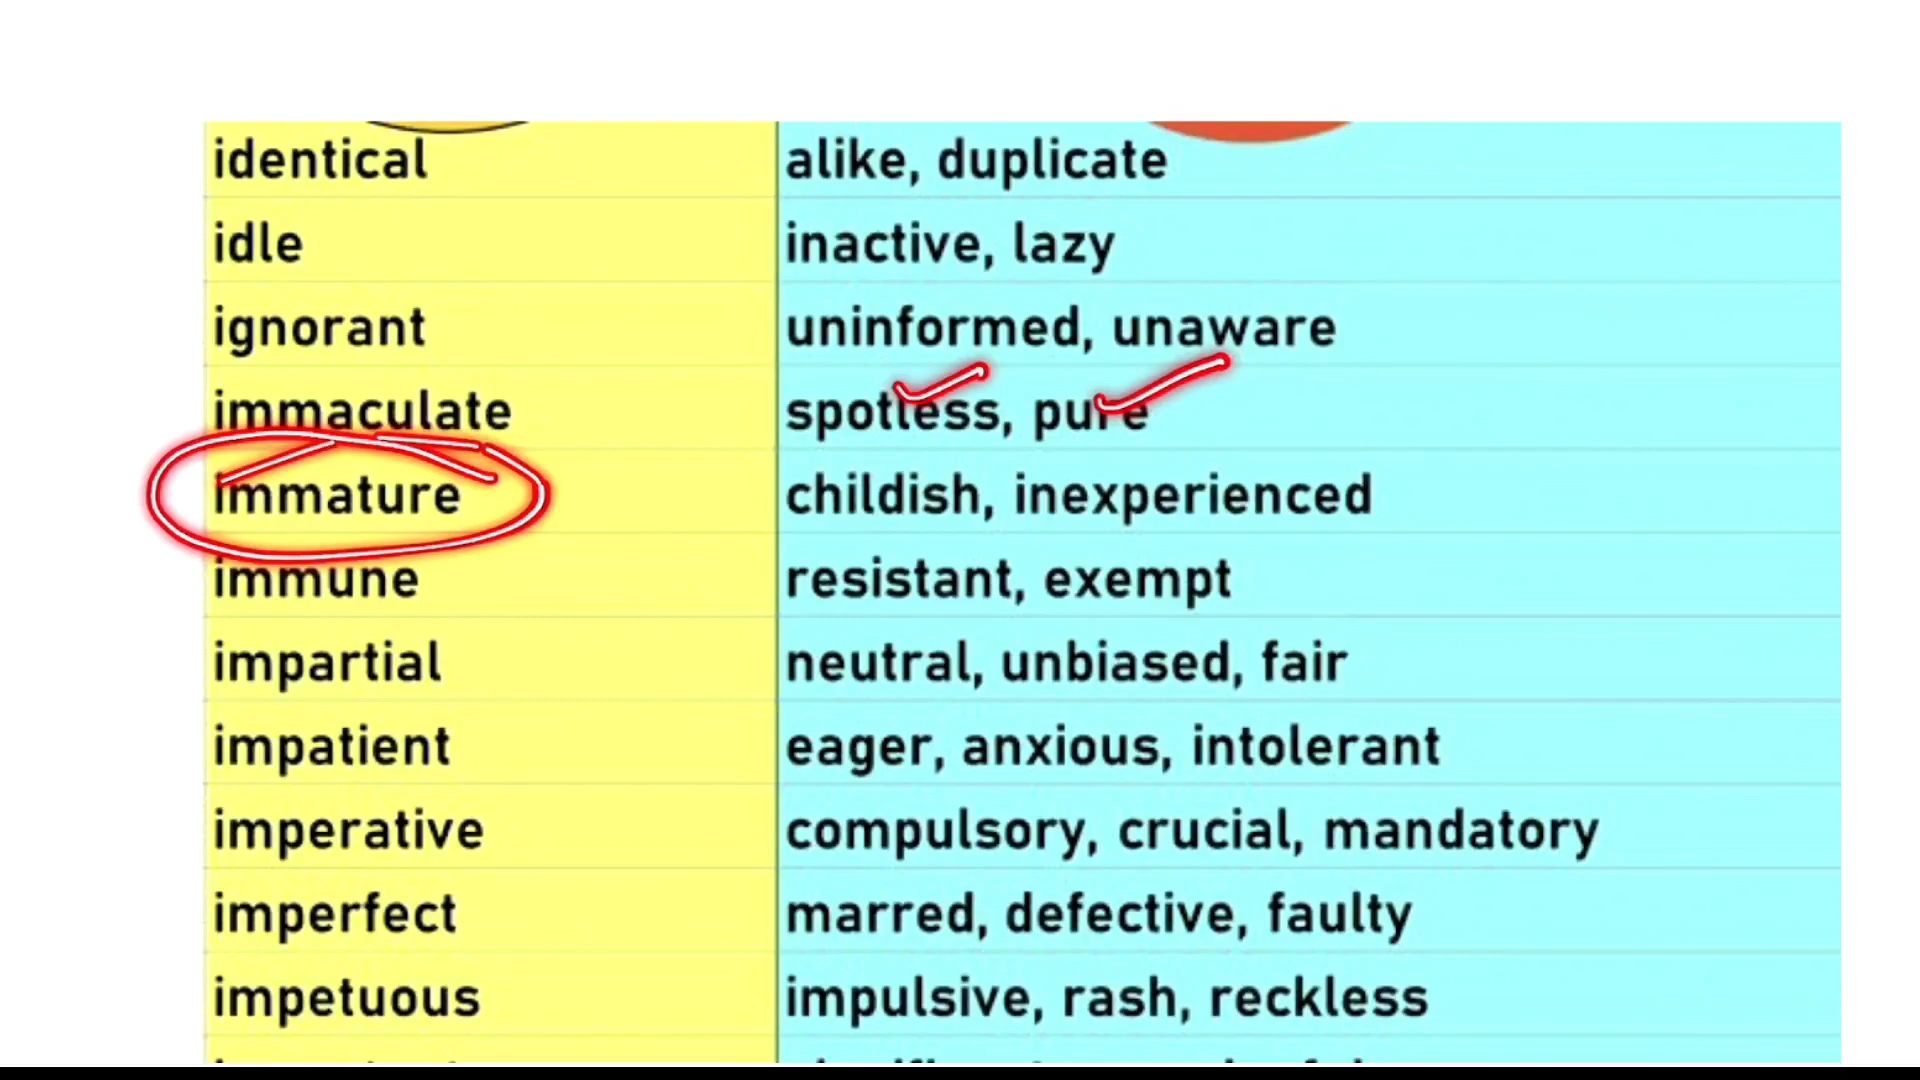 identical alike, duplicate
idle inactive, lazy
ignorant uninformed, unaware
immaculate spotless, pure
immature childish, inexperienced
immune resistant, exempt
impartial neutral, unbiased, fair
impatient eager, anxious, intolerant
imperative compulsory, crucial, mandatory
imperfect marred, defective, faulty
impetuous impulsive, rash, reckless